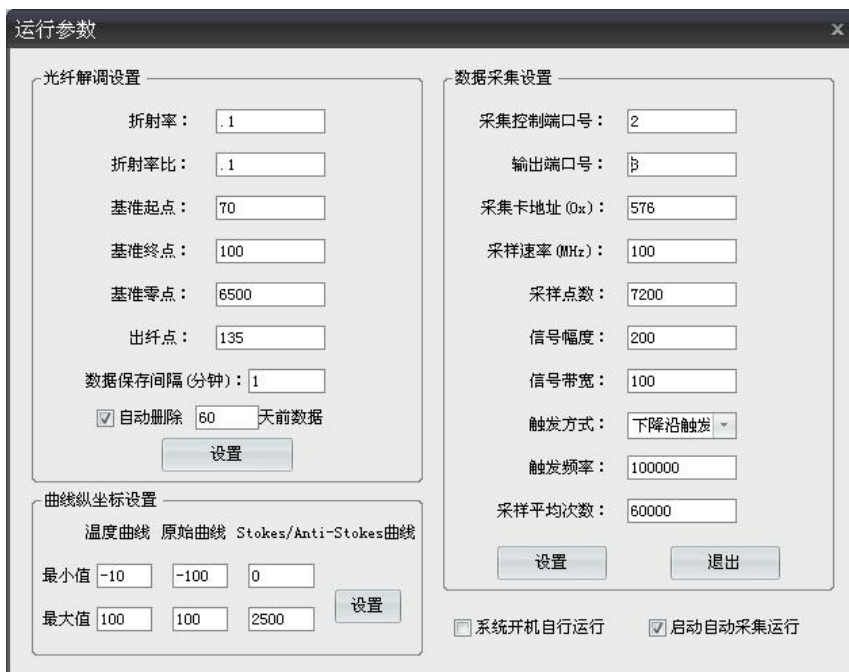 运行参数
x
光纤解调设置
折射率： .1
折射率比： .1
基准起点： 70
基准终点： 100
基准零点： 6500
出纤点： 135
数据保存间隔(分钟)： 1
自动删除 60 天前数据
设置
曲线纵坐标设置
温度曲线 原始曲线 Stokes/Anti-Stokes曲线
最小值 -10 -100 0
最大值 100 100 2500
设置
数据采集设置
采集控制端口号： 2
输出端口号： 3
采集卡地址(0x)： 576
采样速率(MHz)： 100
采样点数： 7200
信号幅度： 200
信号带宽： 100
触发方式： 下降沿触发
触发频率： 100000
采样平均次数： 60000
设置 退出
系统开机自行运行 启动自动采集运行